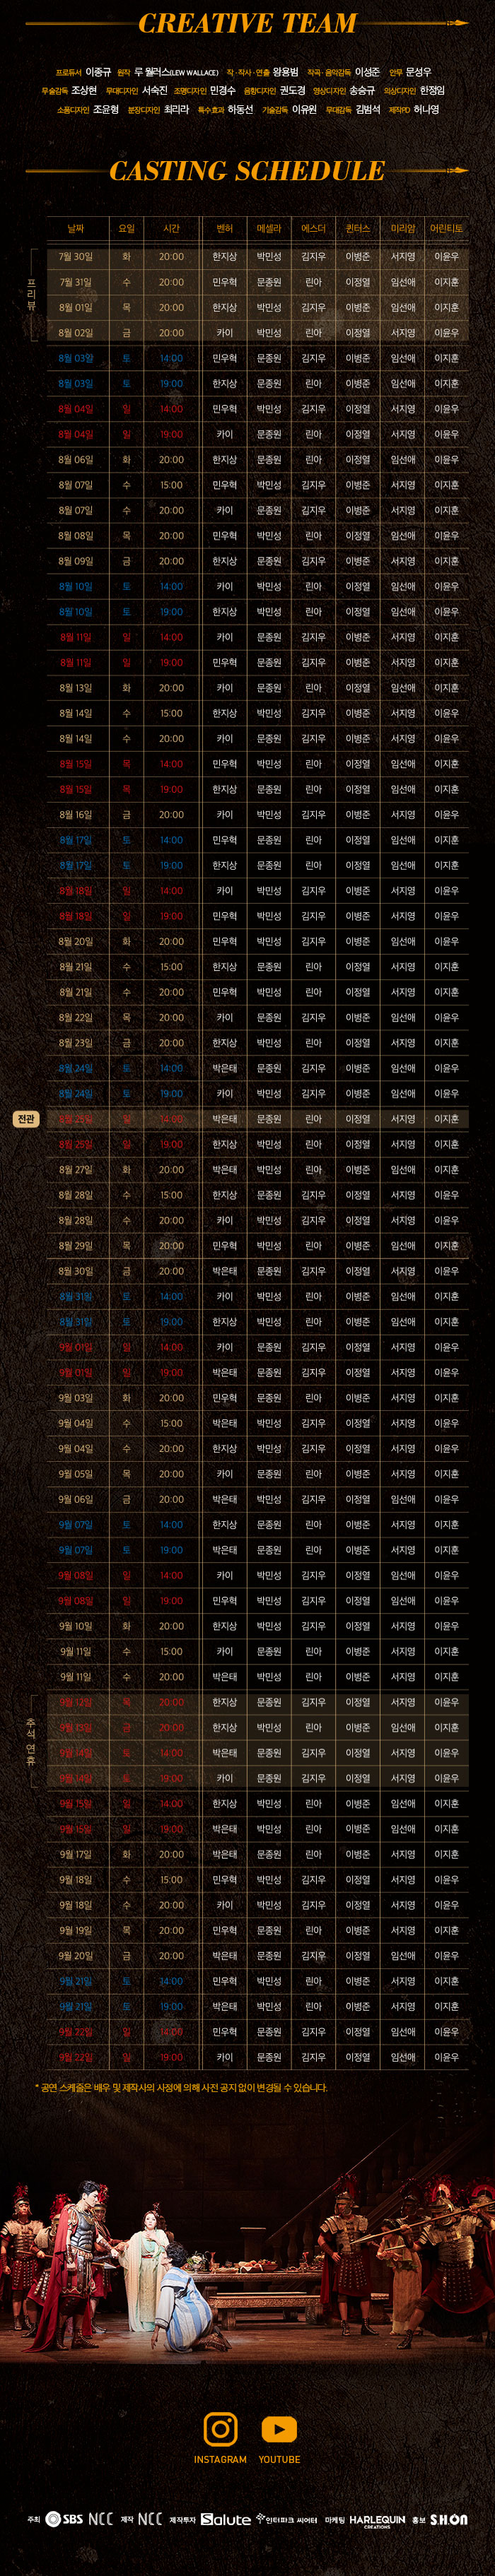 CREATIVE TEAM
프로듀서 이종규 원작 루 월러스(LEW WALLACE) 작·작사·연출 왕용범 작곡·음악감독 이성준 안무 문성우
무술감독 조상현 무대디자인 서숙진 조명디자인 민경수 음향디자인 권도경 영상디자인 송승규 의상디자인 한정임
소품디자인 조윤형 분장디자인 최리라 특수효과 하동선 기술감독 이유원 무대감독 김범석 제작PD 허나영
CASTING SCHEDULE
날짜 요일 시간 벤허 메셀라 에스더 퀸터스 미리암 어린티토
프리뷰
7월 30일 화 20:00 한지상 박민성 김지우 이병준 서지영 이윤우
7월 31일 수 20:00 민우혁 문종원 린아 이정열 임선애 이지훈
8월 01일 목 20:00 한지상 박민성 김지우 이병준 임선애 이지훈
8월 02일 금 20:00 카이 박민성 린아 이정열 서지영 이윤우
8월 03일 토 14:00 민우혁 문종원 김지우 이병준 임선애 이지훈
8월 03일 토 19:00 한지상 문종원 린아 이병준 임선애 이지훈
8월 04일 일 14:00 민우혁 박민성 김지우 이정열 서지영 이윤우
8월 04일 일 19:00 카이 문종원 린아 이정열 서지영 이윤우
8월 06일 화 20:00 한지상 문종원 린아 이정열 임선애 이윤우
8월 07일 수 15:00 민우혁 박민성 김지우 이병준 서지영 이지훈
8월 07일 수 20:00 카이 문종원 김지우 이병준 서지영 이지훈
8월 08일 목 20:00 민우혁 박민성 린아 이정열 임선애 이윤우
8월 09일 금 20:00 한지상 문종원 김지우 이병준 서지영 이지훈
8월 10일 토 14:00 카이 박민성 린아 이정열 임선애 이윤우
8월 10일 토 19:00 한지상 박민성 린아 이정열 임선애 이윤우
8월 11일 일 14:00 카이 문종원 김지우 이병준 서지영 이지훈
8월 11일 일 19:00 민우혁 문종원 김지우 이병준 서지영 이지훈
8월 13일 화 20:00 카이 문종원 린아 이정열 임선애 이지훈
8월 14일 수 15:00 한지상 박민성 김지우 이병준 서지영 이윤우
8월 14일 수 20:00 카이 문종원 김지우 이병준 서지영 이윤우
8월 15일 목 14:00 민우혁 박민성 린아 이정열 임선애 이지훈
8월 15일 목 19:00 한지상 문종원 린아 이정열 임선애 이지훈
8월 16일 금 20:00 카이 박민성 김지우 이병준 서지영 이윤우
8월 17일 토 14:00 민우혁 문종원 린아 이정열 임선애 이지훈
8월 17일 토 19:00 한지상 문종원 린아 이정열 임선애 이지훈
8월 18일 일 14:00 카이 박민성 김지우 이병준 서지영 이윤우
8월 18일 일 19:00 민우혁 박민성 김지우 이병준 서지영 이윤우
8월 20일 화 20:00 민우혁 박민성 김지우 이병준 임선애 이윤우
8월 21일 수 15:00 한지상 문종원 린아 이정열 서지영 이지훈
8월 21일 수 20:00 민우혁 박민성 린아 이정열 서지영 이지훈
8월 22일 목 20:00 카이 문종원 김지우 이병준 임선애 이윤우
8월 23일 금 20:00 한지상 박민성 린아 이정열 서지영 이지훈
8월 24일 토 14:00 박은태 박민성 김지우 이병준 임선애 이윤우
8월 24일 토 19:00 카이 박민성 김지우 이병준 임선애 이윤우
전관
8월 25일 일 14:00 박은태 문종원 린아 이정열 서지영 이지훈
8월 25일 일 19:00 한지상 문종원 린아 이정열 서지영 이지훈
8월 27일 화 20:00 박은태 박민성 린아 이병준 임선애 이지훈
8월 28일 수 15:00 한지상 문종원 김지우 이정열 서지영 이윤우
8월 28일 수 20:00 카이 박민성 김지우 이정열 서지영 이윤우
8월 29일 목 20:00 민우혁 박민성 린아 이병준 임선애 이지훈
8월 30일 금 20:00 박은태 문종원 김지우 이정열 서지영 이윤우
8월 31일 토 14:00 카이 박민성 린아 이병준 임선애 이지훈
8월 31일 토 19:00 한지상 박민성 린아 이병준 임선애 이지훈
9월 01일 일 14:00 카이 문종원 김지우 이정열 서지영 이윤우
9월 01일 일 19:00 박은태 문종원 김지우 이정열 서지영 이윤우
9월 03일 화 20:00 민우혁 문종원 린아 이병준 임선애 이지훈
9월 04일 수 15:00 박은태 박민성 김지우 이정열 서지영 이윤우
9월 04일 수 20:00 한지상 박민성 김지우 이정열 서지영 이윤우
9월 05일 목 20:00 카이 문종원 린아 이병준 서지영 이지훈
9월 06일 금 20:00 박은태 박민성 김지우 이정열 임선애 이윤우
9월 07일 토 14:00 한지상 문종원 린아 이병준 서지영 이지훈
9월 07일 토 19:00 박은태 문종원 린아 이병준 서지영 이지훈
9월 08일 일 14:00 카이 박민성 김지우 이정열 임선애 이윤우
9월 08일 일 19:00 민우혁 박민성 김지우 이정열 임선애 이윤우
9월 10일 화 20:00 한지상 박민성 김지우 이정열 임선애 이윤우
9월 11일 수 15:00 카이 문종원 린아 이병준 서지영 이지훈
9월 11일 수 20:00 박은태 박민성 린아 이병준 서지영 이지훈
추석 연휴
9월 12일 목 20:00 한지상 문종원 김지우 이정열 서지영 이윤우
9월 13일 금 20:00 한지상 박민성 린아 이병준 임선애 이지훈
9월 14일 토 14:00 박은태 문종원 김지우 이정열 서지영 이윤우
9월 14일 토 19:00 카이 문종원 김지우 이정열 서지영 이윤우
9월 15일 일 14:00 한지상 박민성 린아 이병준 임선애 이지훈
9월 15일 일 19:00 박은태 박민성 린아 이병준 임선애 이지훈
9월 17일 화 20:00 박은태 문종원 린아 이병준 임선애 이지훈
9월 18일 수 15:00 민우혁 박민성 김지우 이정열 서지영 이윤우
9월 18일 수 20:00 카이 박민성 김지우 이정열 서지영 이윤우
9월 19일 목 20:00 민우혁 문종원 린아 이병준 서지영 이지훈
9월 20일 금 20:00 박은태 문종원 김지우 이정열 임선애 이윤우
9월 21일 토 14:00 민우혁 박민성 린아 이병준 서지영 이지훈
9월 21일 토 19:00 박은태 박민성 린아 이병준 서지영 이지훈
9월 22일 일 14:00 민우혁 문종원 김지우 이정열 임선애 이윤우
9월 22일 일 19:00 카이 문종원 김지우 이정열 임선애 이윤우
* 공연 스케줄은 배우 및 제작사의 사정에 의해 사전 공지 없이 변경될 수 있습니다.
INSTAGRAM YOUTUBE
주최 SBS NCC 제작 NCC 제작투자 Salute 인터파크 씨어터 마케팅 HARLEQUIN CREATIONS 홍보 S.H.ON